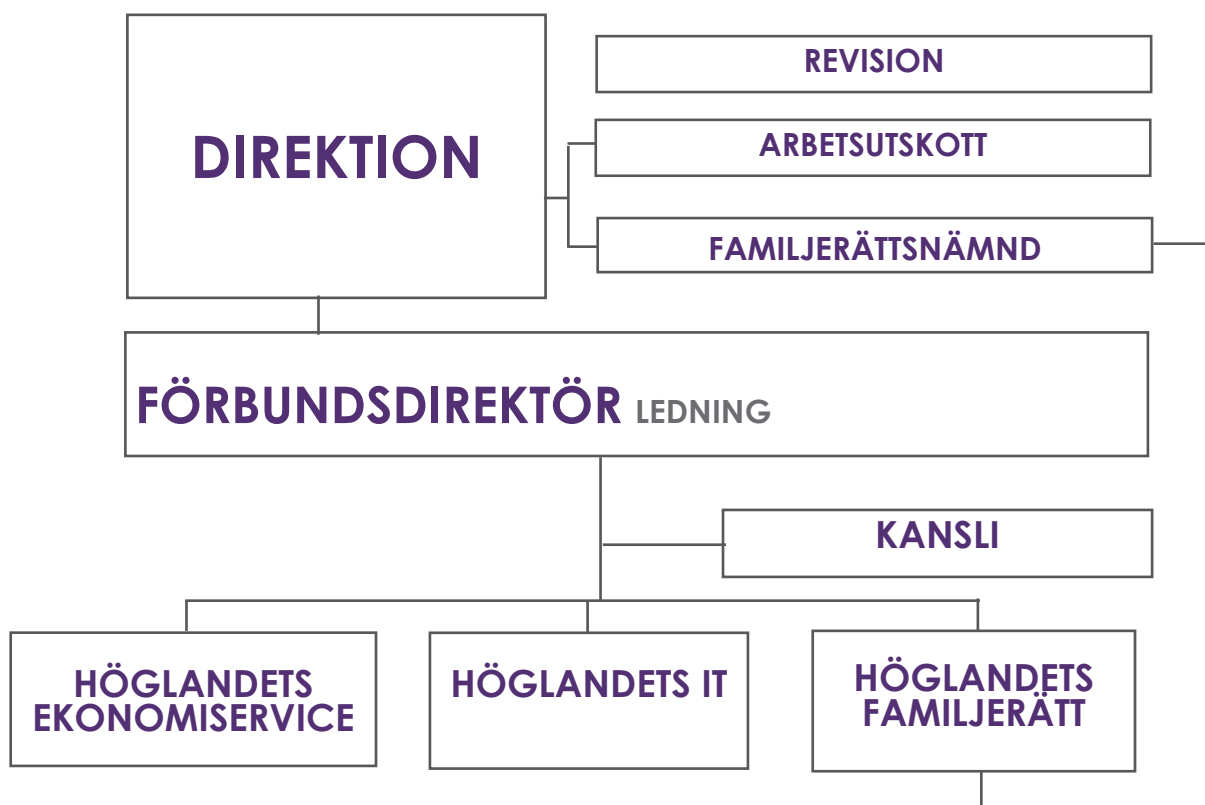 DIREKTION
REVISION
ARBETSUTSKOTT
FAMILJERÄTTSNÄMND
FÖRBUNDSDIREKTÖR LEDNING
KANSLI
HÖGLANDETS
EKONOMISERVICE
HÖGLANDETS IT
HÖGLANDETS
FAMILJERÄTT